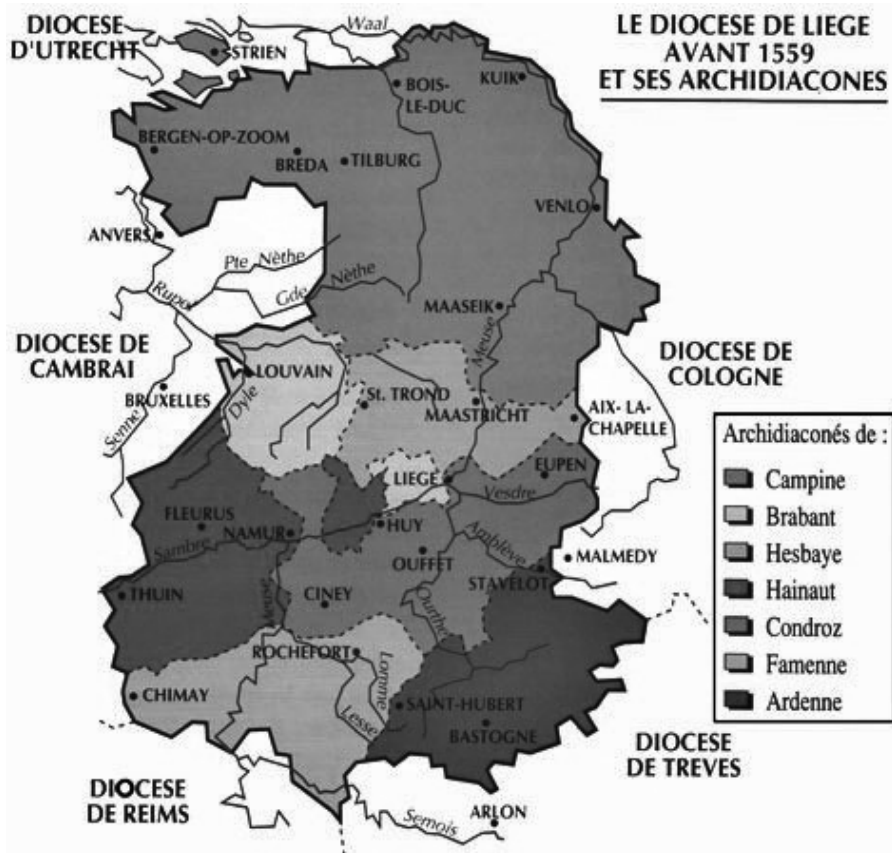 LE DIOCESE DE LIEGE
AVANT 1559
ET SES ARCHIDIACONES
DIOCESE
D'UTRECHT
STRIEN
Waal
BOIS-
LE-DUC
KUIK
BERGEN-OP-ZOOM
BREDA
TILBURG
VENLO
ANVERS
Pte Nèthe
Gde Nèthe
Rupel
MAASEIK
Meuse
DIOCESE DE
CAMBRAI
DIOCESE DE
COLOGNE
LOUVAIN
BRUXELLES
Dyle
Senne
St. TROND
MAASTRICHT
AIX-LA-
CHAPELLE
LIEGE
EUPEN
Vesdre
FLEURUS
NAMUR
HUY
Sambre
OUFFET
Amblève
MALMEDY
STAVELOT
THUIN
CINEY
Meuse
Ourthe
ROCHEFORT
Lomme
CHIMAY
Lesse
SAINT-HUBERT
BASTOGNE
DIOCESE
DE TREVES
DIOCESE
DE REIMS
Semois
ARLON
Archidiaconés de :
Campine
Brabant
Hesbaye
Hainaut
Condroz
Famenne
Ardenne